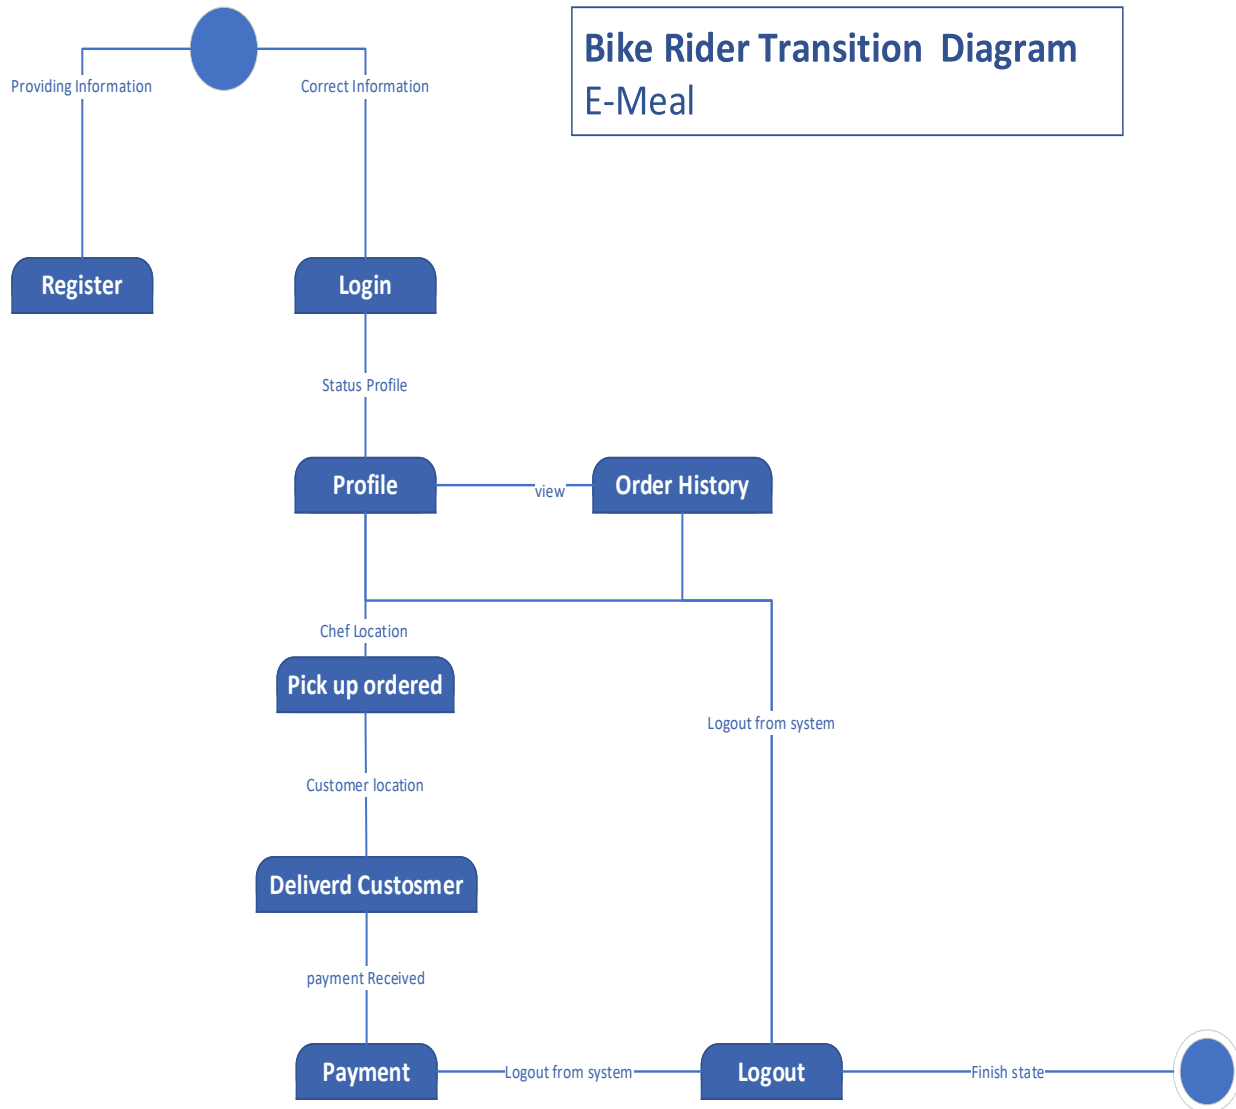 Bike Rider Transition  Diagram
E-Meal
Providing Information
Correct Information
Register
Login
Status Profile
Profile
view
Order History
Chef Location
Pick up ordered
Logout from system
Customer location
Deliverd Custosmer
payment Received
Payment
Logout from system
Logout
Finish state